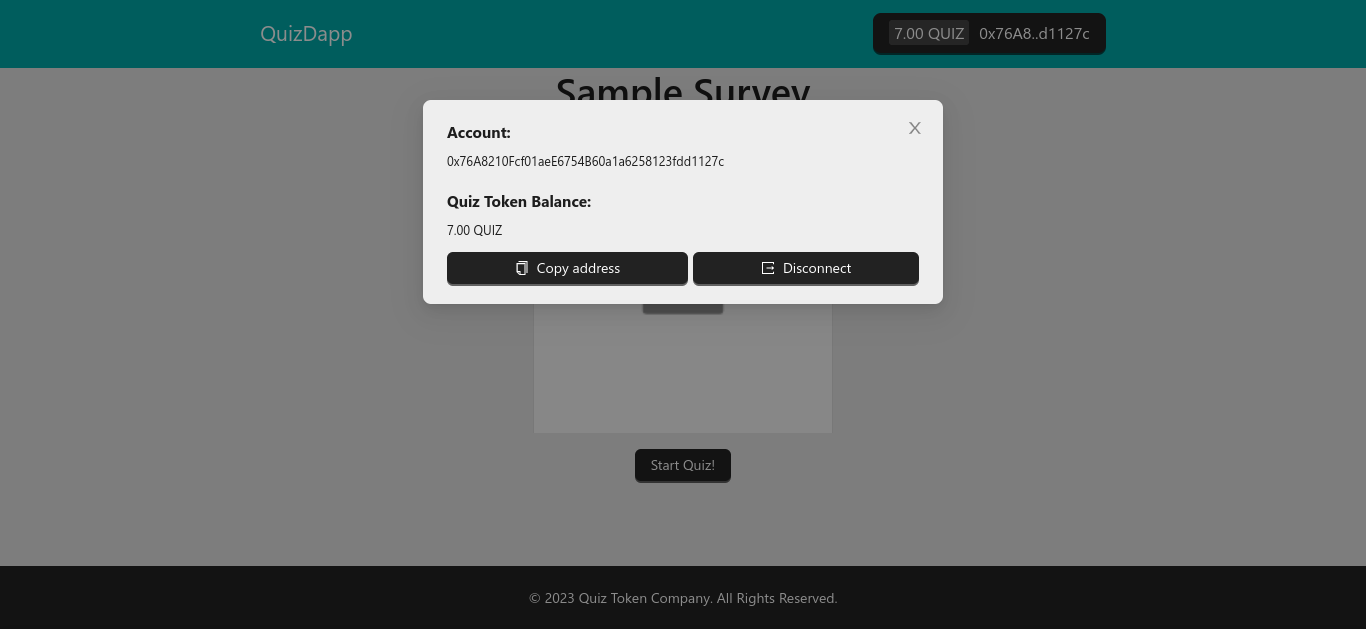 QuizDapp
7.00 QUIZ 0x76A8..d1127c
Sample Survey
Account:
0x76A8210Fcf01aeE6754B60a1a6258123fdd1127c
Quiz Token Balance:
7.00 QUIZ
Copy address
Disconnect
Start Quiz!
© 2023 Quiz Token Company. All Rights Reserved.